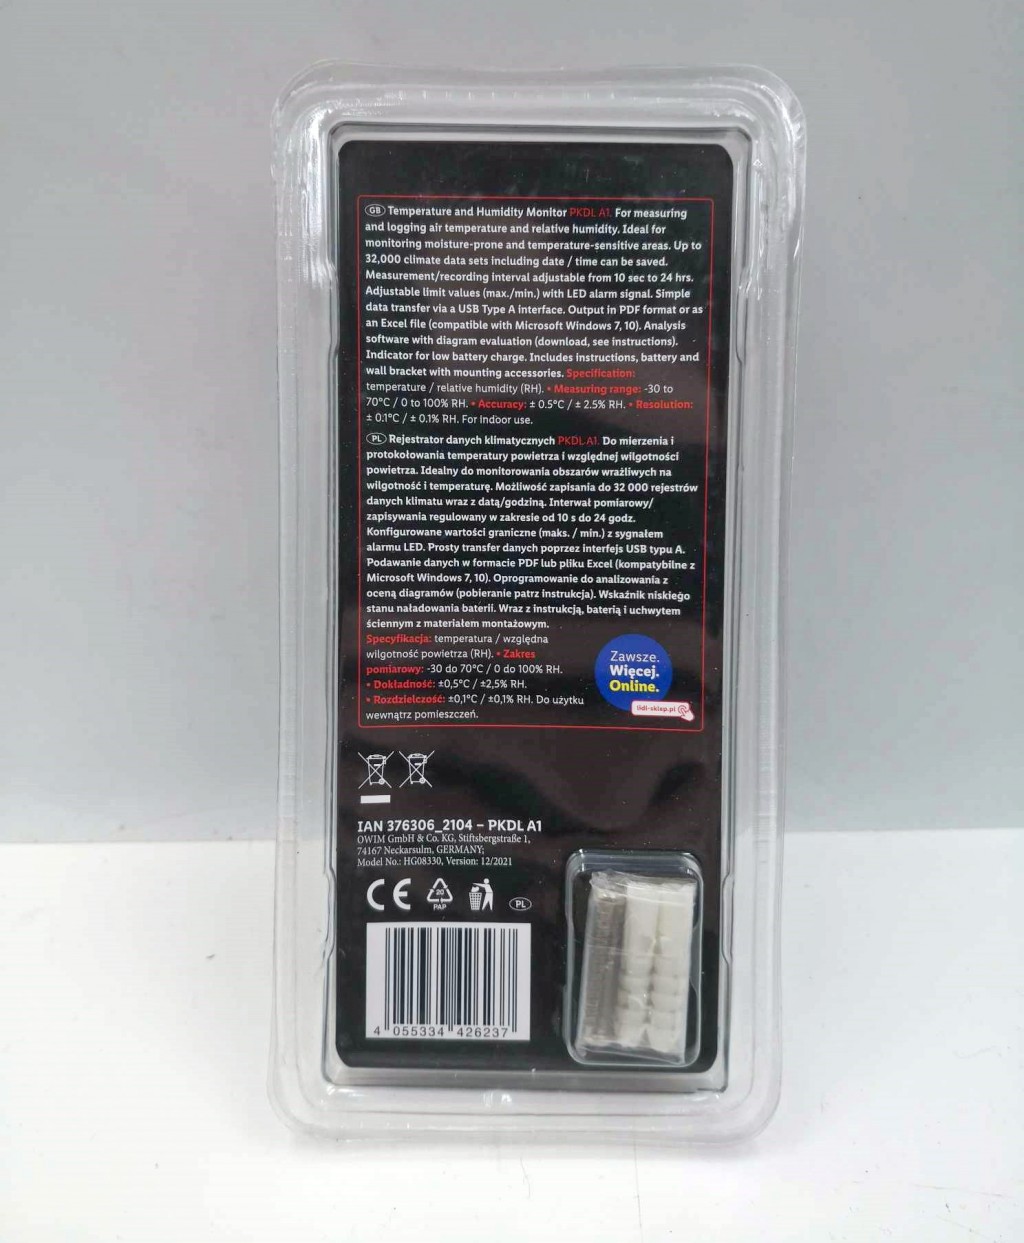 GB Temperature and Humidity Monitor PKDL A1. For measuring
and logging air temperature and relative humidity. Ideal for
monitoring moisture-prone and temperature-sensitive areas. Up to
32,000 climate data sets including date / time can be saved.
Measurement/recording interval adjustable from 10 sec to 24 hrs.
Adjustable limit values (max./min.) with LED alarm signal. Simple
data transfer via a USB Type A interface. Output in PDF format or as
an Excel file (compatible with Microsoft Windows 7, 10). Analysis
software with diagram evaluation (download, see instructions).
Indicator for low battery charge. Includes instructions, battery and
wall bracket with mounting accessories. Specification:
temperature / relative humidity (RH). • Measuring range: -30 to
70°C / 0 to 100% RH. • Accuracy: ± 0.5°C / ± 2.5% RH. • Resolution:
± 0.1°C / ± 0.1% RH. For indoor use.
PL Rejestrator danych klimatycznych PKDL A1. Do mierzenia i
protokołowania temperatury powietrza i względnej wilgotności
powietrza. Idealny do monitorowania obszarów wrażliwych na
wilgotność i temperaturę. Możliwość zapisania do 32 000 rejestrów
danych klimatu wraz z datą/godziną. Interwał pomiarowy/
zapisywania regulowany w zakresie od 10 s do 24 godz.
Konfigurowane wartości graniczne (maks. / min.) z sygnałem
alarmu LED. Prosty transfer danych poprzez interfejs USB typu A.
Podawanie danych w formacie PDF lub pliku Excel (kompatybilne z
Microsoft Windows 7, 10). Oprogramowanie do analizowania z
oceną diagramów (pobieranie patrz instrukcja). Wskaźnik niskiego
stanu naładowania baterii. Wraz z instrukcją, baterią i uchwytem
ściennym z materiałem montażowym.
Specyfikacja: temperatura / względna
wilgotność powietrza (RH). • Zakres
pomiarowy: -30 do 70°C / 0 do 100% RH.
• Dokładność: ±0,5°C / ±2,5% RH.
• Rozdzielczość: ±0,1°C / ±0,1% RH. Do użytku
wewnątrz pomieszczeń.
Zawsze.
Więcej.
Online.
lidl-sklep.pl
IAN 376306_2104 – PKDL A1
OWIM GmbH & Co. KG, Stiftsbergstraße 1,
74167 Neckarsulm, GERMANY;
Model No.: HG08330, Version: 12/2021
CE
20
PAP
PL
4 055334 426237